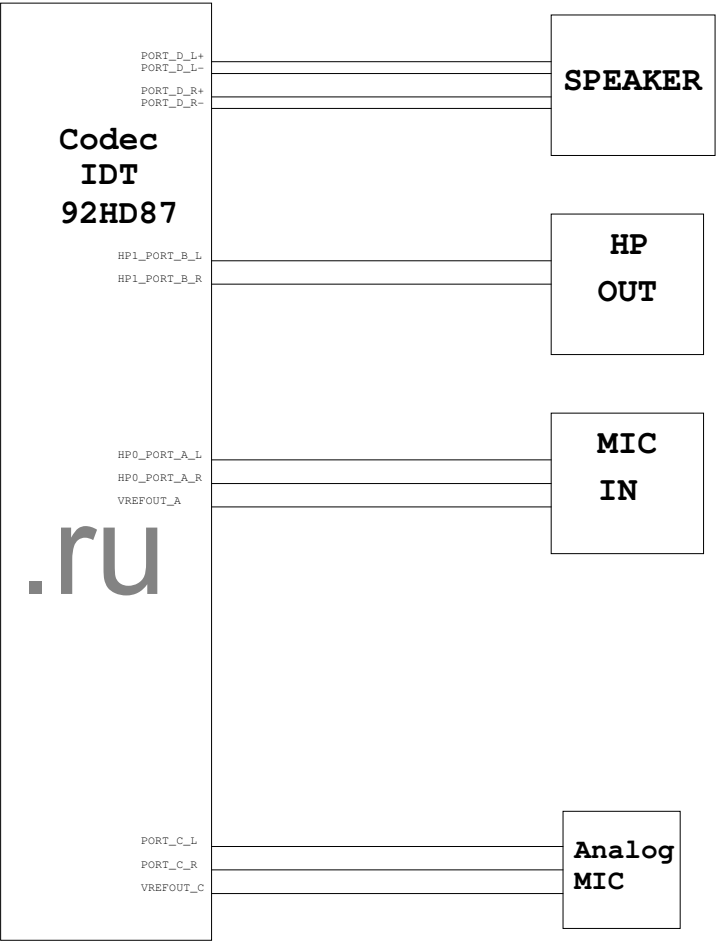 PORT_D_L+
PORT_D_L-
PORT_D_R+
PORT_D_R-
SPEAKER
Codec
IDT
92HD87
HP1_PORT_B_L
HP1_PORT_B_R
HP
OUT
HP0_PORT_A_L
HP0_PORT_A_R
VREFOUT_A
MIC
IN
.ru
PORT_C_L
PORT_C_R
VREFOUT_C
Analog
MIC